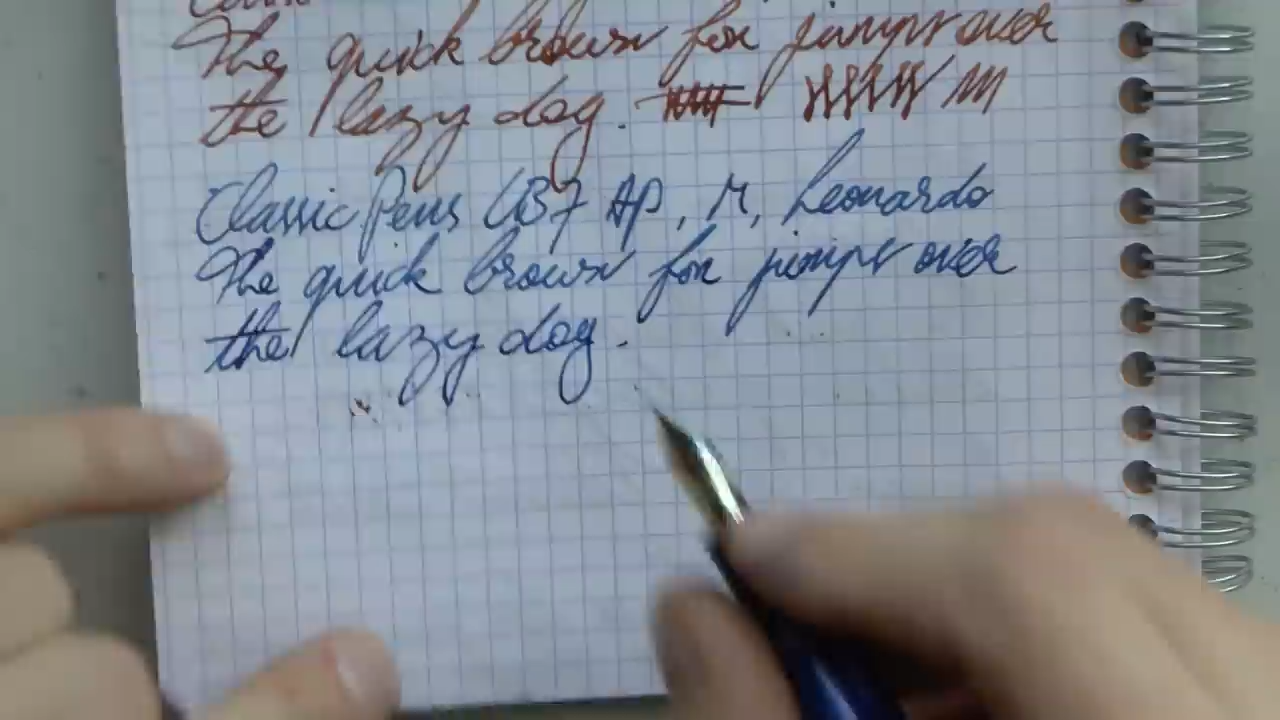 The quick brown fox jumps over
the lazy dog.
Classic Pens LB7 AP, M, Leonardo
The quick brown fox jumps over
the lazy dog.